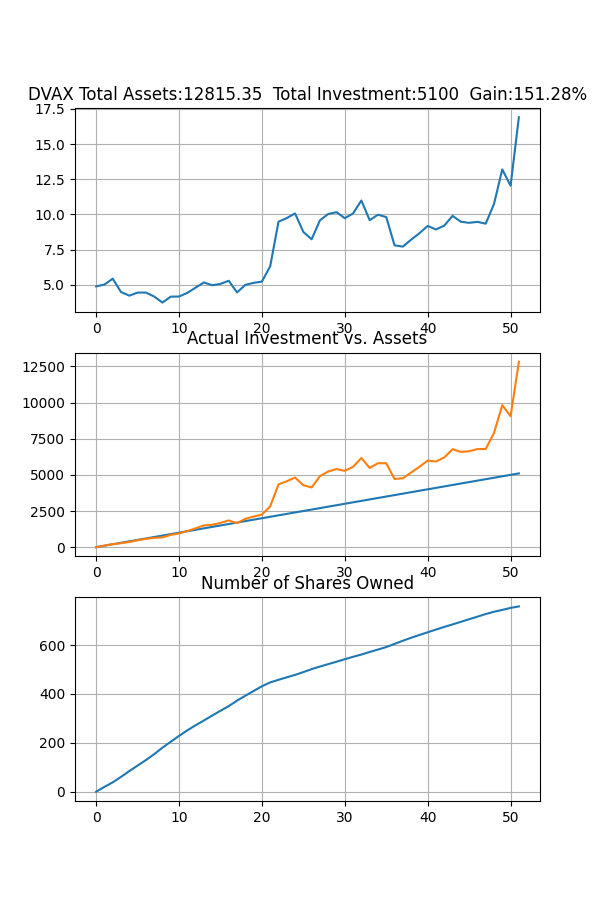 DVAX Total Assets:12815.35  Total Investment:5100  Gain:151.28%
17.5
15.0
12.5
10.0
7.5
5.0
0 10 20 30 40 50
Actual Investment vs. Assets
12500
10000
7500
5000
2500
0
0 10 20 30 40 50
Number of Shares Owned
600
400
200
0
0 10 20 30 40 50